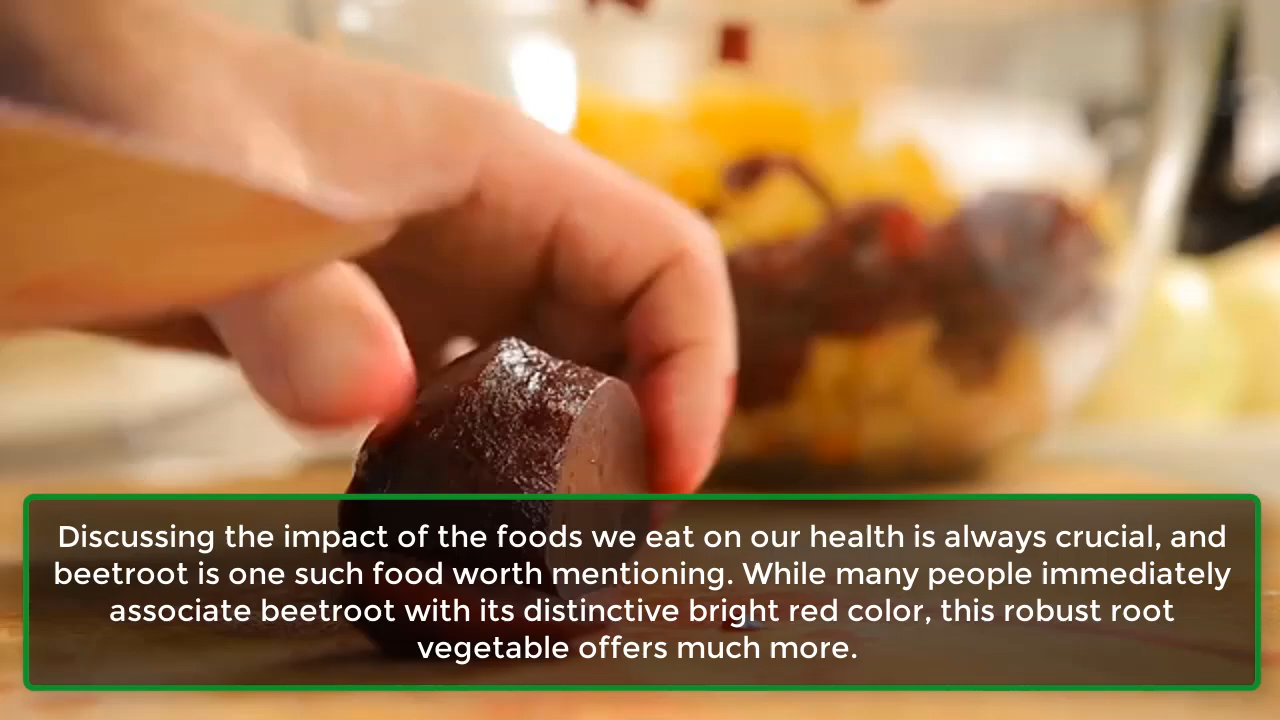 Discussing the impact of the foods we eat on our health is always crucial, and
beetroot is one such food worth mentioning. While many people immediately
associate beetroot with its distinctive bright red color, this robust root
vegetable offers much more.